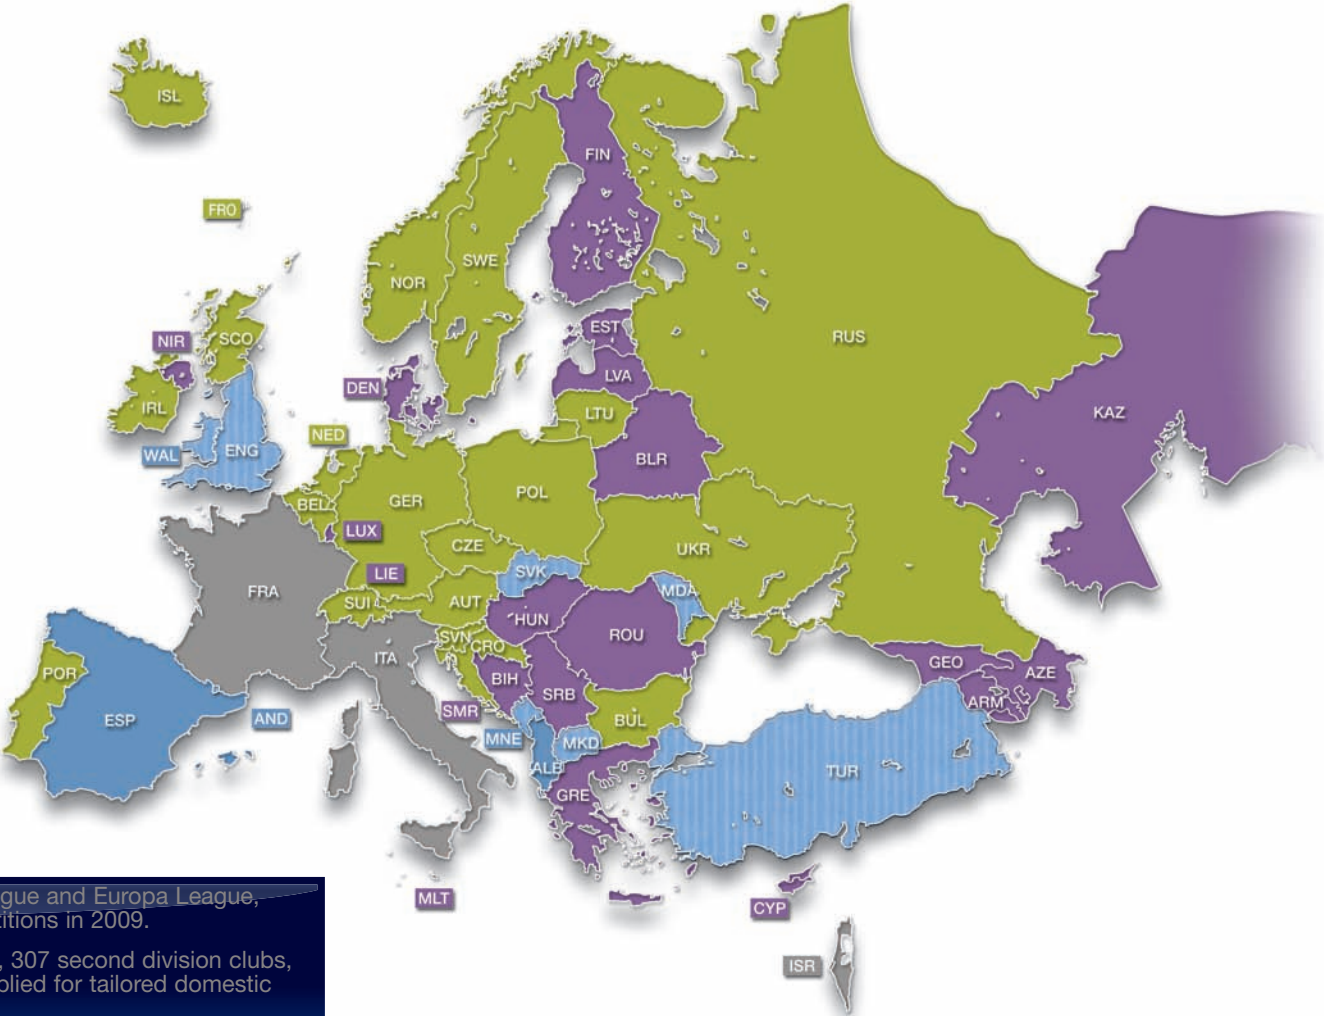 ISL
FIN
FRO
SWE
NOR
EST
RUS
NIR
SCO
LVA
DEN
IRL
LTU
KAZ
NED
WAL
ENG
BLR
POL
GER
BEL
LUX
CZE
UKR
SVK
LIE
FRA
MDA
SUI
AUT
HUN
ROU
SVN
CRO
ITA
GEO
AZE
POR
BIH
SRB
ARM
SMR
ESP
AND
BUL
MNE
MKD
ALB
TUR
GRE
MLT
CYP
ISR
gue and Europa League,
titions in 2009.
, 307 second division clubs,
plied for tailored domestic